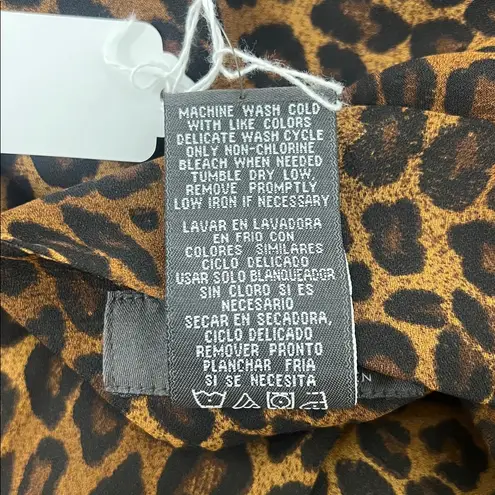 MACHINE WASH COLD
WITH LIKE COLORS
DELICATE WASH CYCLE
ONLY NON-CHLORINE
BLEACH WHEN NEEDED
TUMBLE DRY LOW,
REMOVE PROMPTLY
LOW IRON IF NECESSARY
LAVAR EN LAVADORA
EN FRIO CON
COLORES SIMILARES
CICLO DELICADO
USAR SOLO BLANQUEADOR
SIN CLORO SI ES
NECESARIO
SECAR EN SECADORA,
CICLO DELICADO
REMOVER PRONTO
PLANCHAR FRIA
SI SE NECESITA
N